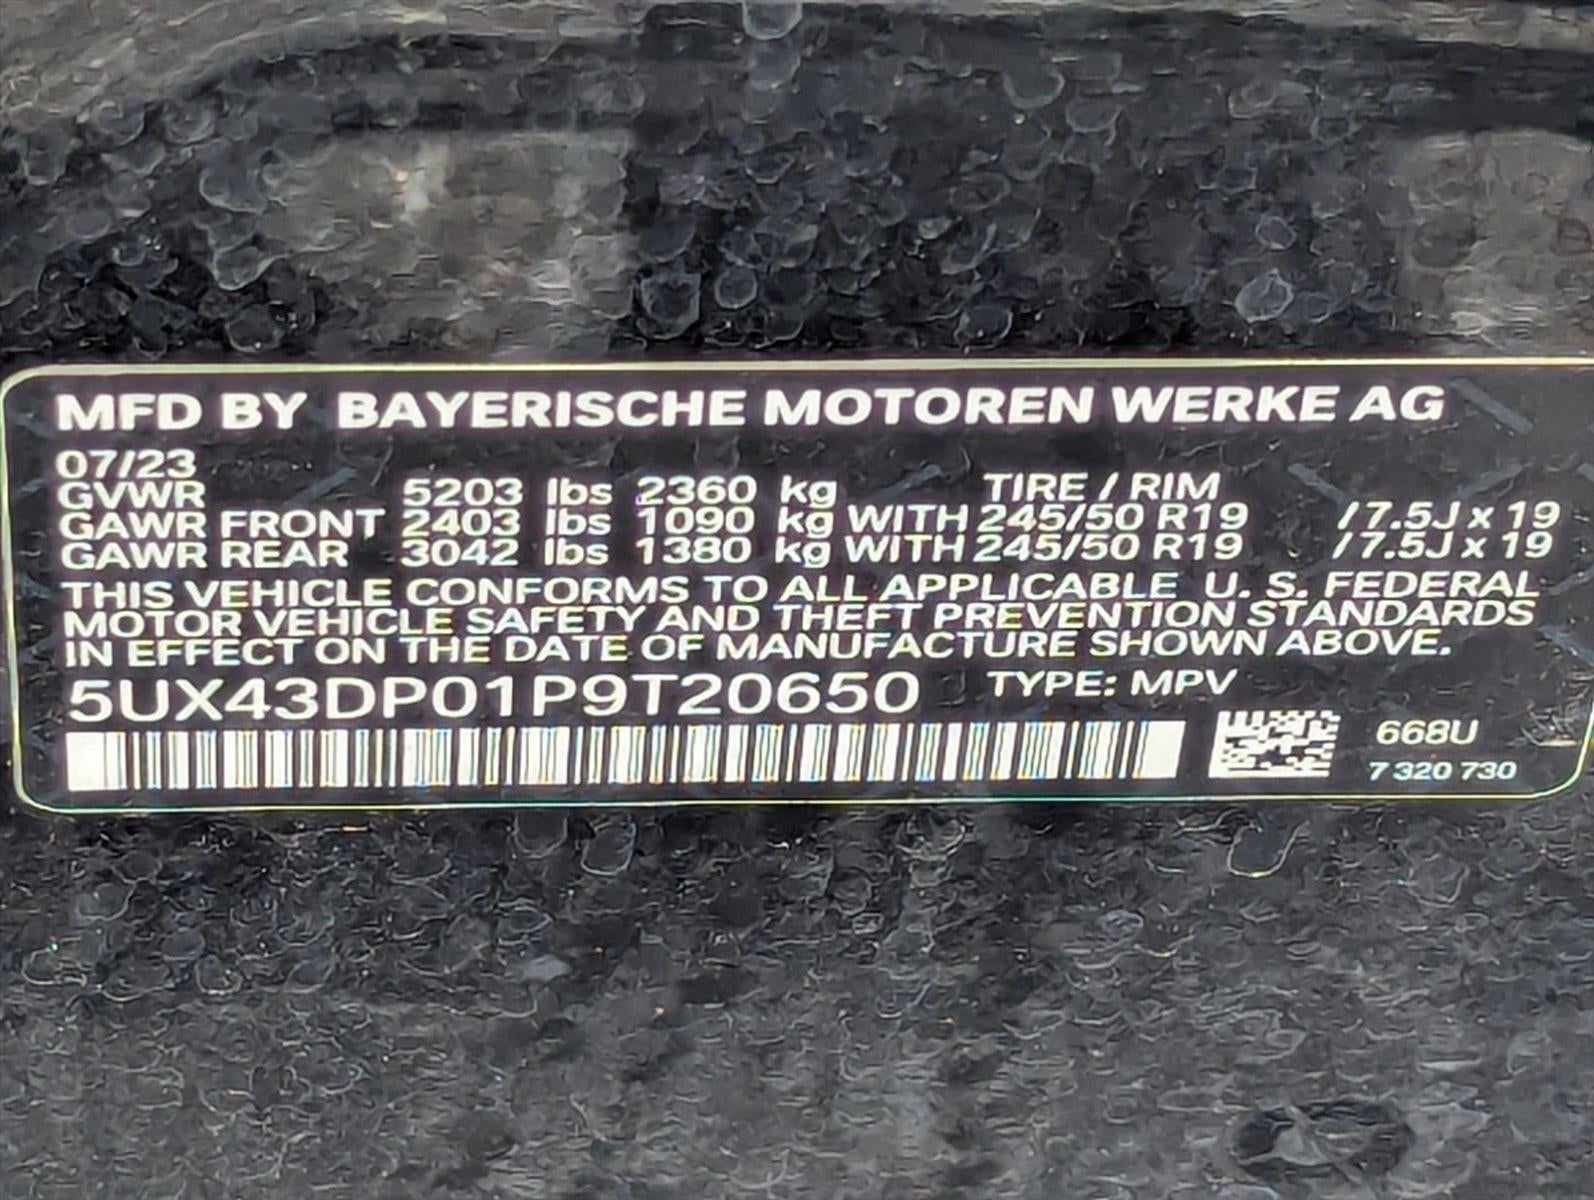 MFD BY BAYERISCHE MOTOREN WERKE AG
07/23
GVWR 5203 lbs 2360 kg TIRE / RIM
GAWR FRONT 2403 lbs 1090 kg WITH 245/50 R19 / 7.5J x 19
GAWR REAR 3042 lbs 1380 kg WITH 245/50 R19 / 7.5J x 19
THIS VEHICLE CONFORMS TO ALL APPLICABLE U. S. FEDERAL
MOTOR VEHICLE SAFETY AND THEFT PREVENTION STANDARDS
IN EFFECT ON THE DATE OF MANUFACTURE SHOWN ABOVE.
5UX43DP01P9T20650 TYPE: MPV
668U
7 320 730